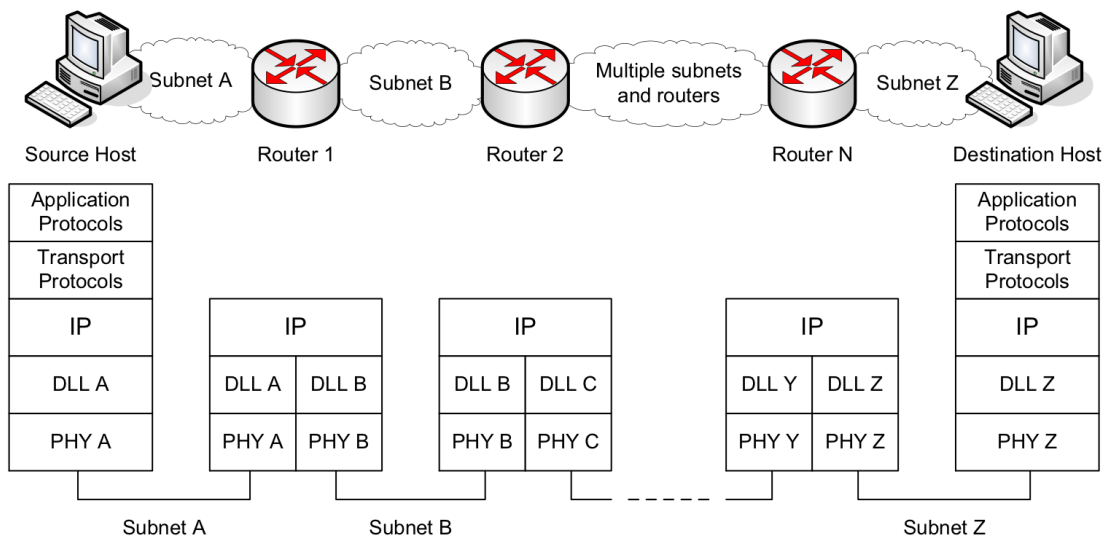 Subnet A
Subnet B
Multiple subnets
and routers
Subnet Z
Source Host
Router 1
Router 2
Router N
Destination Host
Application
Protocols
Transport
Protocols
IP
DLL A
PHY A
IP
DLL A
DLL B
PHY A
PHY B
IP
DLL B
DLL C
PHY B
PHY C
IP
DLL Y
DLL Z
PHY Y
PHY Z
Application
Protocols
Transport
Protocols
IP
DLL Z
PHY Z
Subnet A
Subnet B
Subnet Z